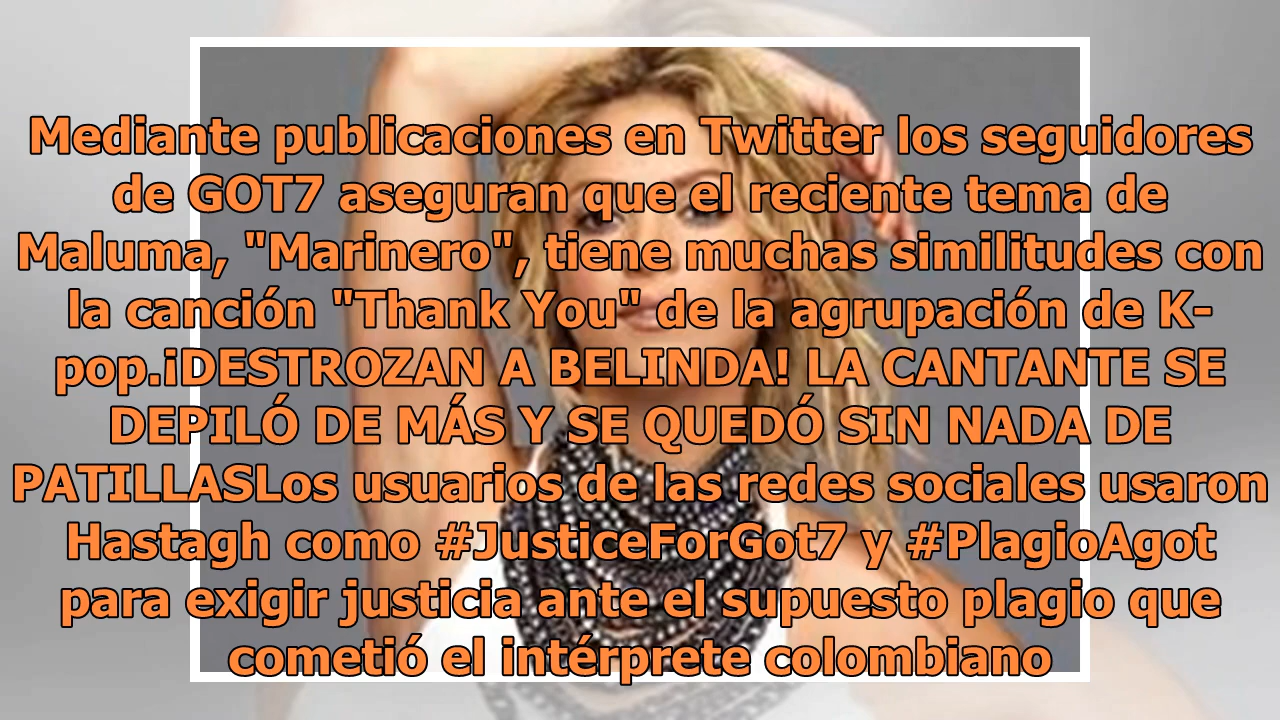 Mediante publicaciones en Twitter los seguidores
de GOT7 aseguran que el reciente tema de
Maluma, "Marinero", tiene muchas similitudes con
la canción "Thank You" de la agrupación de K-
pop.¡DESTROZAN A BELINDA! LA CANTANTE SE
DEPILÓ DE MÁS Y SE QUEDÓ SIN NADA DE
PATILLASLos usuarios de las redes sociales usaron
Hastagh como #JusticeForGot7 y #PlagioAgot
para exigir justicia ante el supuesto plagio que
cometió el intérprete colombiano